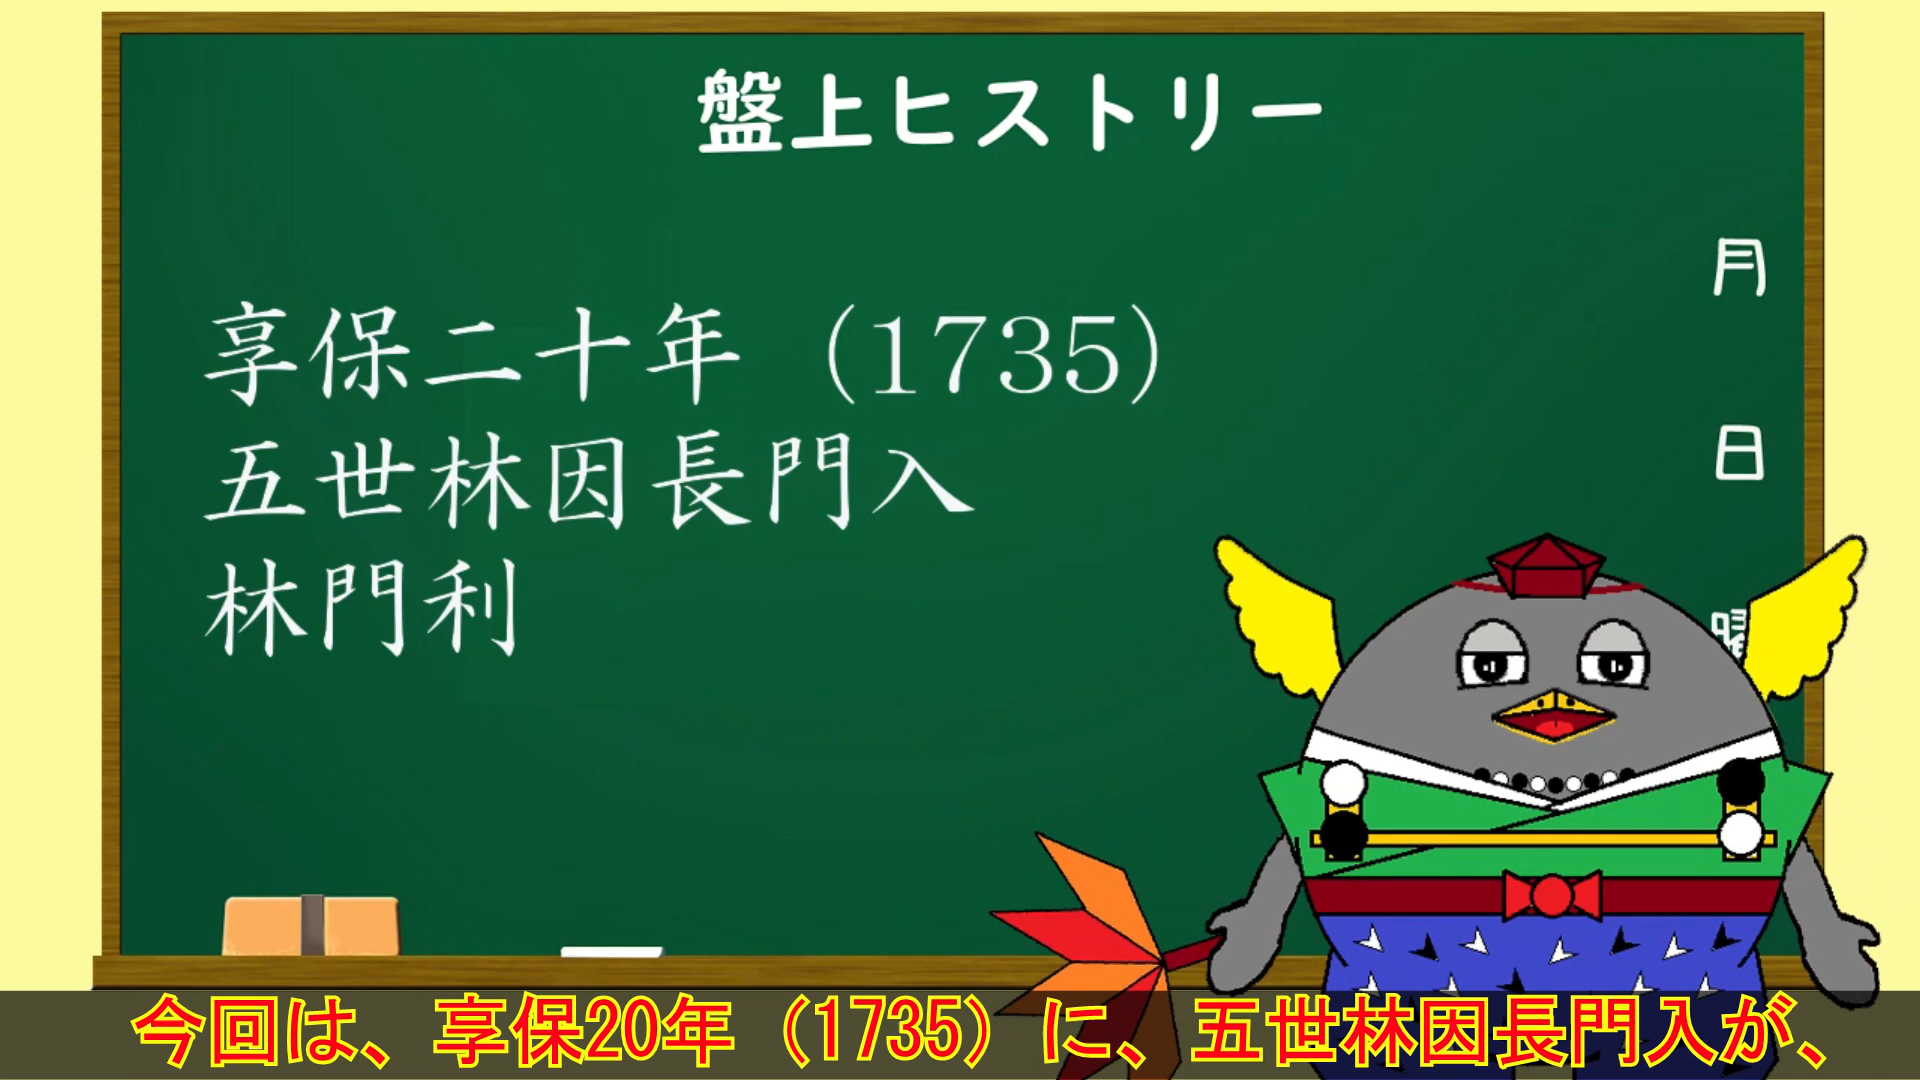 盤上ヒストリー
月
日
享保二十年（1735）
五世林因長門入
林門利
今回は、享保20年（1735）に、五世林因長門入が、